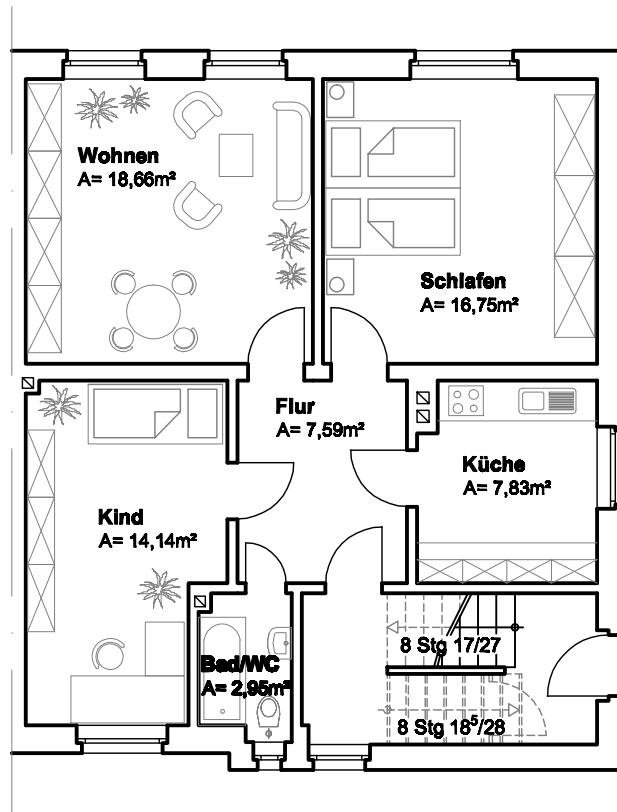 Wohnen
A= 18,66m²
Schlafen
A= 16,75m²
Flur
A= 7,59m²
Küche
A= 7,83m²
Kind
A= 14,14m²
Bad/WC
A= 2,95m²
8 Stg 17/27
8 Stg 18⁵/28